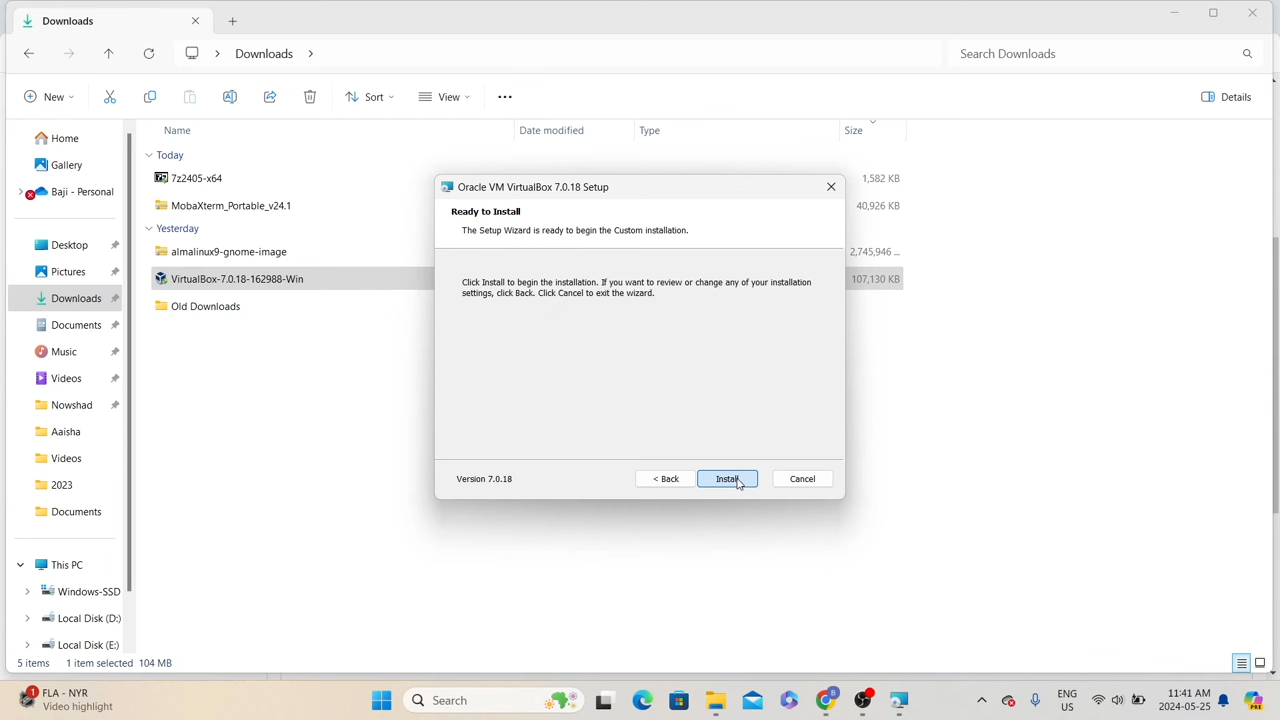 Downloads
Downloads
Search Downloads
New
Sort
View
Details
Home
Gallery
Baji - Personal
Desktop
Pictures
Downloads
Documents
Music
Videos
Nowshad
Aaisha
Videos
2023
Documents
This PC
Windows-SSD
Local Disk (D:)
Local Disk (E:)
Name
Date modified
Type
Size
Today
7z2405-x64
1,582 KB
MobaXterm_Portable_v24.1
40,926 KB
Yesterday
almalinux9-gnome-image
2,745,946 ...
VirtualBox-7.0.18-162988-Win
107,130 KB
Old Downloads
Oracle VM VirtualBox 7.0.18 Setup
Ready to Install
The Setup Wizard is ready to begin the Custom installation.
Click Install to begin the installation. If you want to review or change any of your installation
settings, click Back. Click Cancel to exit the wizard.
Version 7.0.18
< Back
Install
Cancel
5 items 1 item selected 104 MB
1
FLA - NYR
Video highlight
Search
B
ENG
US
11:41 AM
2024-05-25
PRE